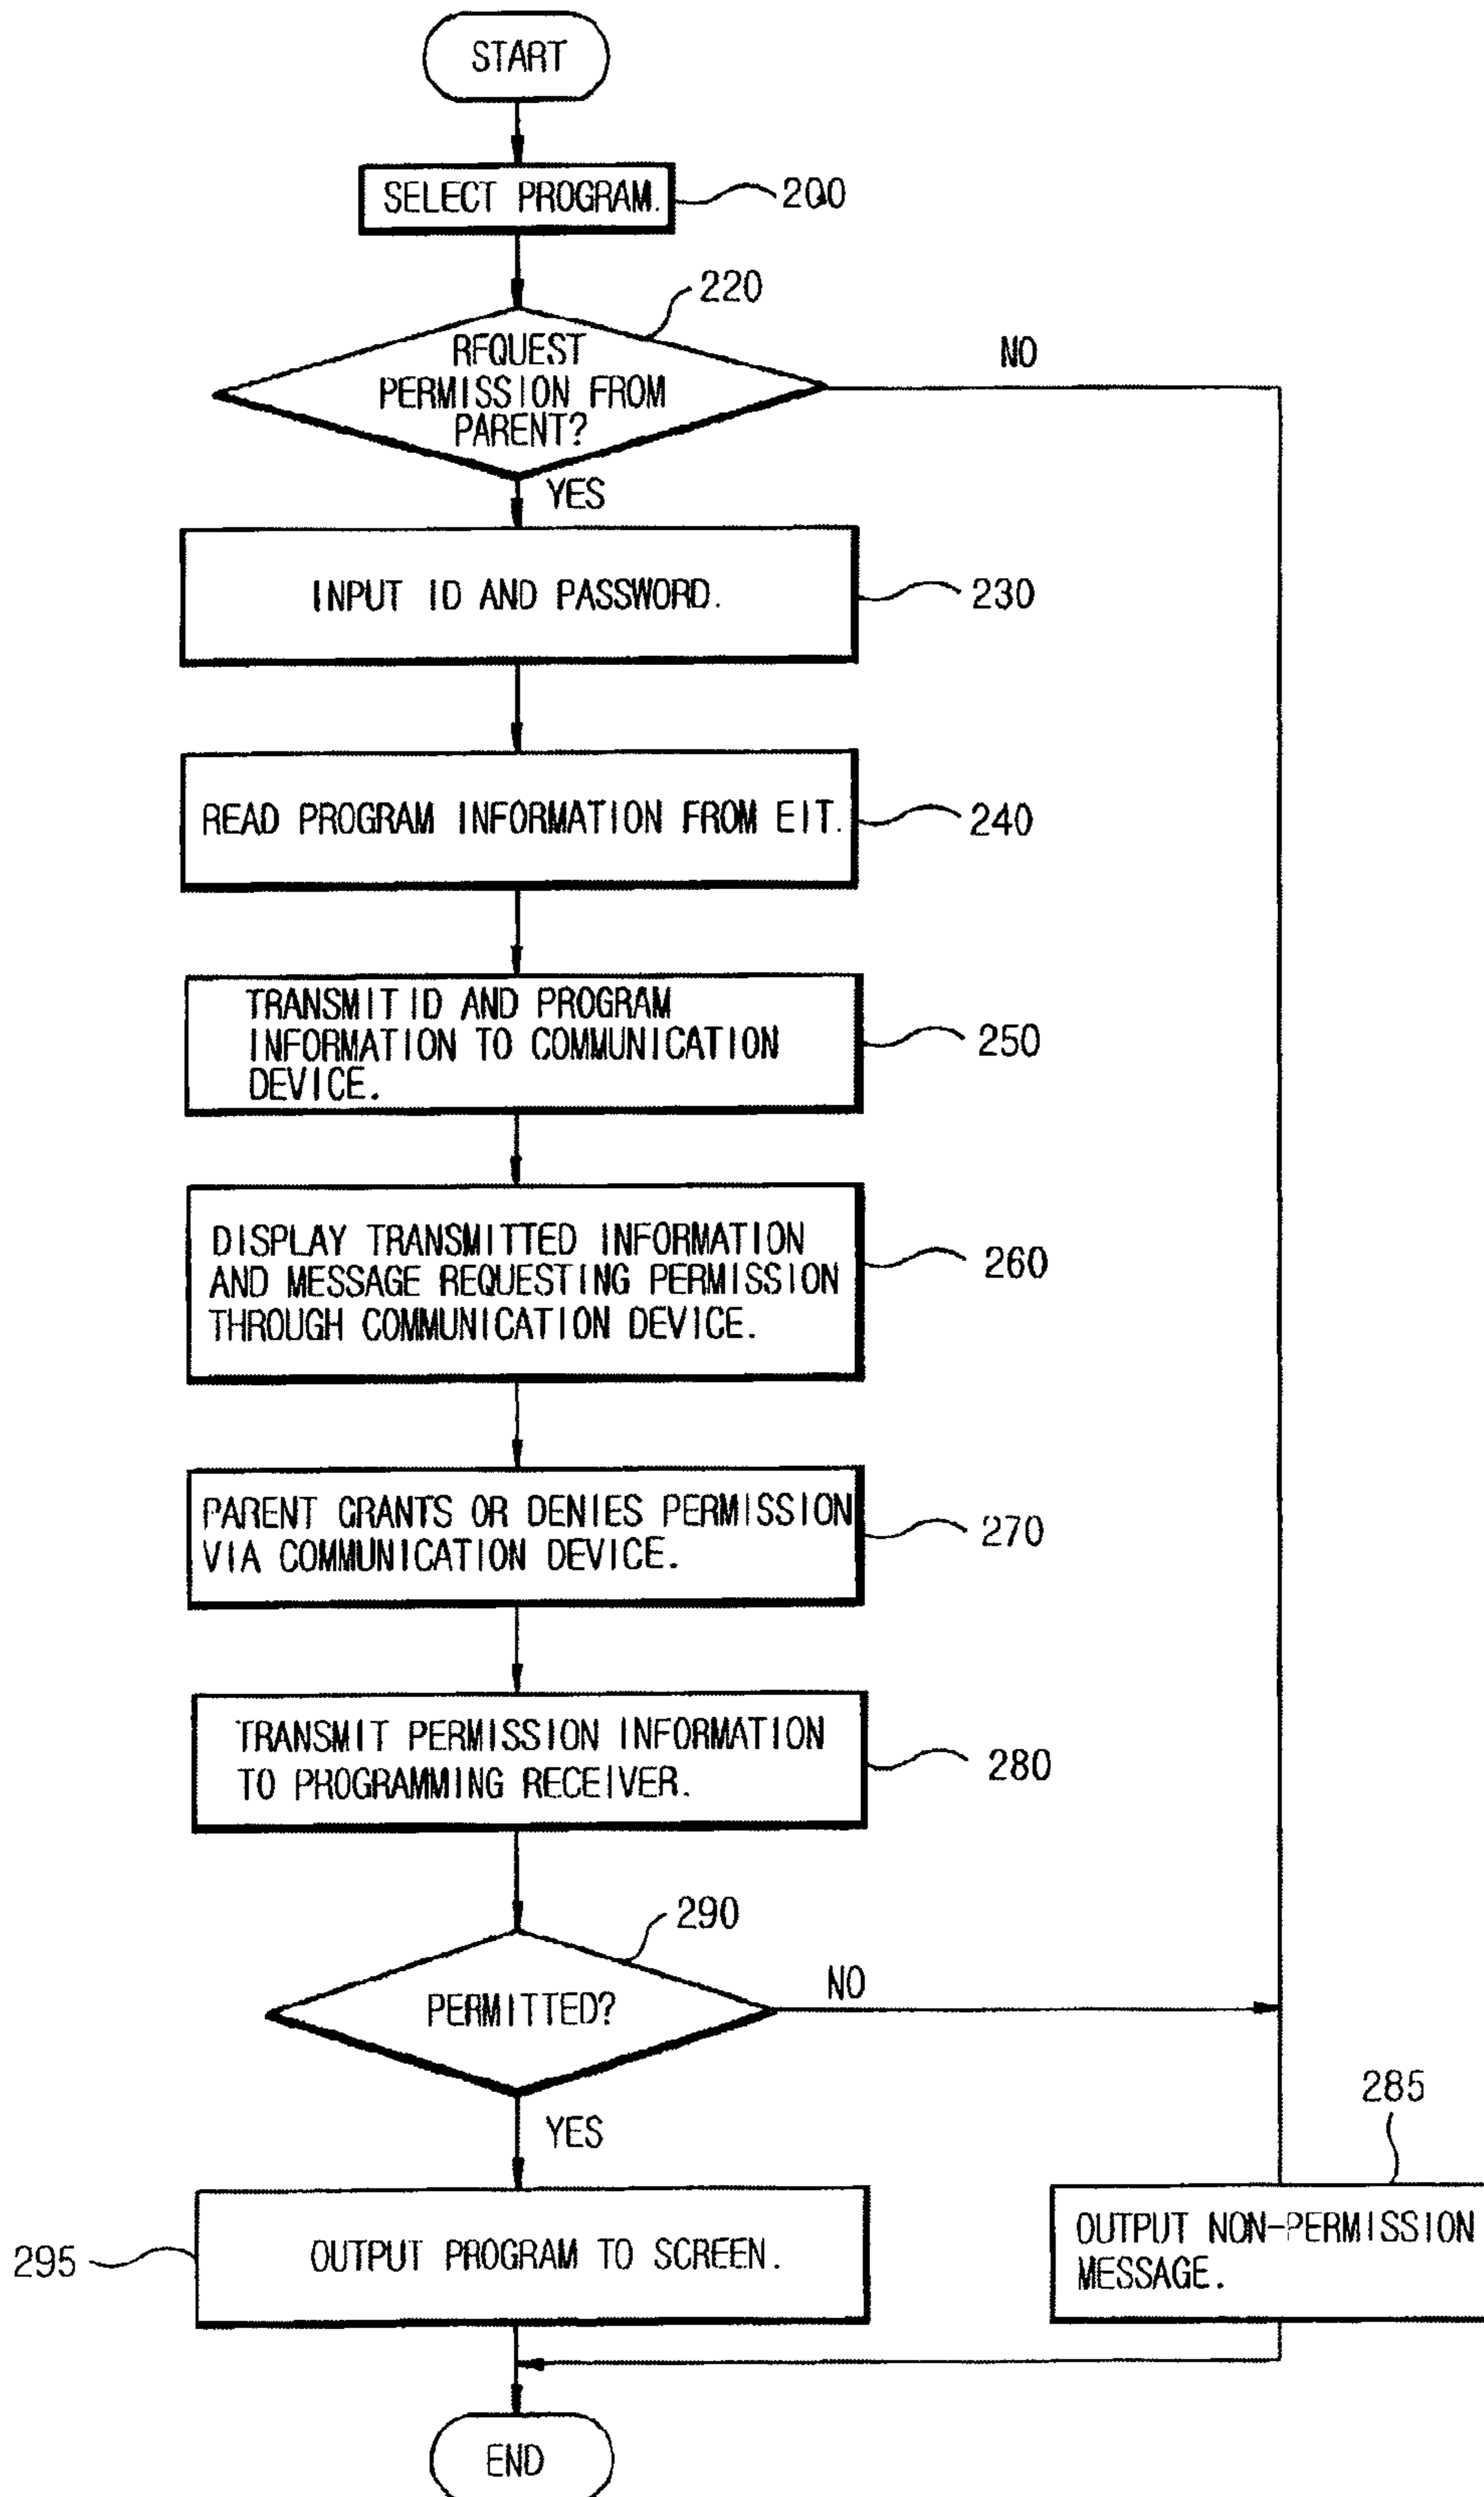 START
SELECT PROGRAM.
200
220
REQUEST
PERMISSION FROM
PARENT?
NO
YES
INPUT ID AND PASSWORD.
230
READ PROGRAM INFORMATION FROM EIT.
240
TRANSMIT ID AND PROGRAM
INFORMATION TO COMMUNICATION
DEVICE.
250
DISPLAY TRANSMITTED INFORMATION
AND MESSAGE REQUESTING PERMISSION
THROUGH COMMUNICATION DEVICE.
260
PARENT GRANTS OR DENIES PERMISSION
VIA COMMUNICATION DEVICE.
270
TRANSMIT PERMISSION INFORMATION
TO PROGRAMMING RECEIVER.
280
290
PERMITTED?
NO
YES
285
295
OUTPUT PROGRAM TO SCREEN.
OUTPUT NON-PERMISSION
MESSAGE.
END